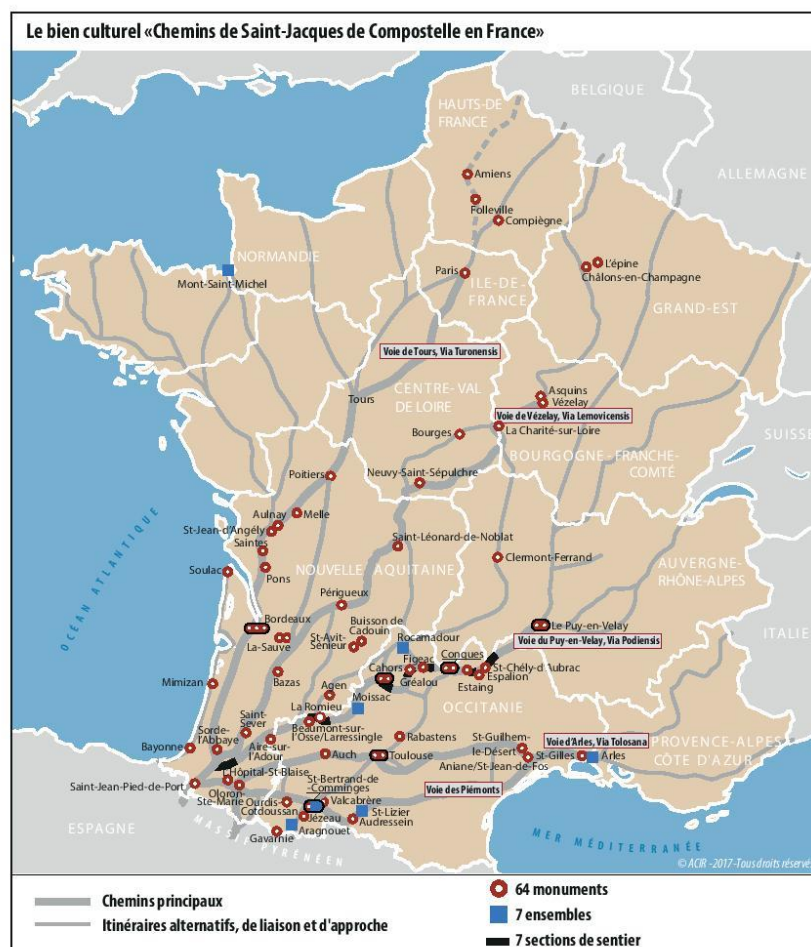 Le bien culturel «Chemins de Saint-Jacques de Compostelle en France»
BELGIQUE
HAUTS-DE
FRANCE
ALLEMAGNE
Amiens
Folleville
Compiègne
NORMANDIE
Mont-Saint-Michel
Paris
ILE-DE-
FRANCE
L'épine
Châlons-en-Champagne
GRAND-EST
Voie de Tours, Via Turonensis
Tours
CENTRE-VAL
DE LOIRE
Asquins
Vézelay
Voie de Vézelay, Via Lemovicensis
La Charité-sur-Loire
Bourges
BOURGOGNE-FRANCHE-
COMTÉ
SUISSE
Neuvy-Saint-Sépulchre
Poitiers
OCÉAN ATLANTIQUE
Aulnay
Melle
St-Jean-d'Angély
Saintes
Saint-Léonard-de-Noblat
Clermont-Ferrand
Soulac
Pons
NOUVELLE AQUITAINE
AUVERGNE-
RHÔNE-ALPES
Périgueux
Bordeaux
Buisson de
Cadouin
La-Sauve
St-Avit-
Sénieur
Rocamadour
Le Puy-en-Velay
ITALIE
Voie du Puy-en-Velay, Via Podiensis
Figeac
Conques
Cahors
St-Chély-d'Aubrac
Gréalou
Espalion
Estaing
Mimizan
Bazas
Agen
Moissac
La Romieu
OCCITANIE
Saint-
Sever
Beaumont-sur-
l'Osse/Larressingle
Sorde-
l'Abbaye
Aire-sur-
l'Adour
Bayonne
Rabastens
Auch
Toulouse
St-Guilhem-
le-Désert
Aniane/St-Jean-de-Fos
St-Gilles
Voie d'Arles, Via Tolosana
Arles
PROVENCE-ALPES
CÔTE D'AZUR
L'Hôpital-St-Blaise
Saint-Jean-Pied-de-Port
Olgron-
Ste-Marie
Ourdis-
Cotdoussan
St-Bertrand-de
-Comminges
Valcabrère
Voie des Piémonts
St-Lizier
Audressein
Jézeau
Aragnouet
Gavarnie
ESPAGNE
MASSIF PYRÉNÉEN
MER MÉDITERRANÉE
© ACIR - 2017 - Tous droits réservés
Chemins principaux
Itinéraires alternatifs, de liaison et d'approche
64 monuments
7 ensembles
7 sections de sentier